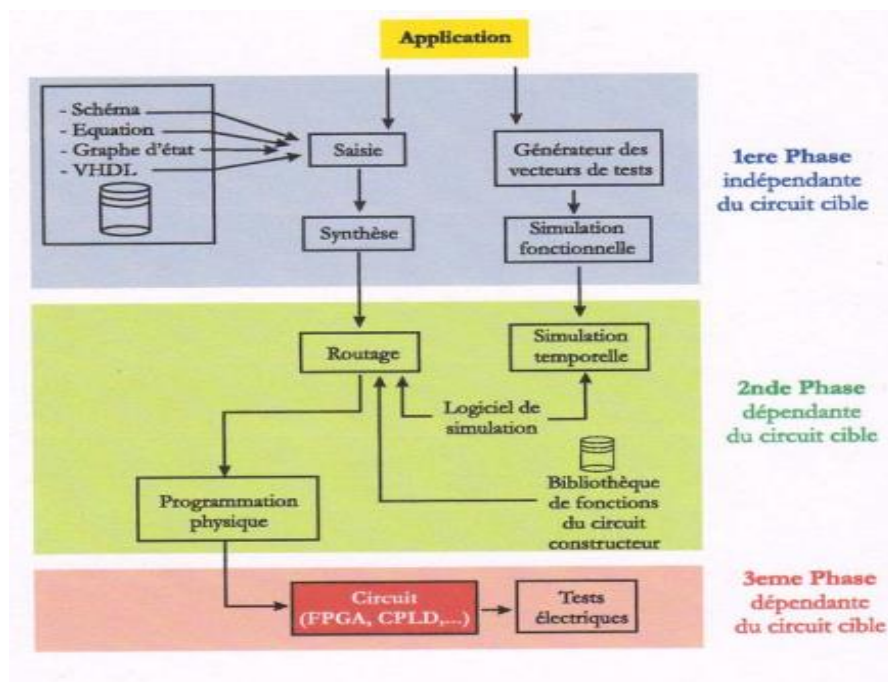 Application
- Schéma
- Equation
- Graphe d'état
- VHDL
Saisie
Générateur des
vecteurs de tests
1ere Phase
indépendante
du circuit cible
Synthèse
Simulation
fonctionnelle
Routage
Simulation
temporelle
2nde Phase
dépendante
du circuit cible
Logiciel de
simulation
Programmation
physique
Bibliothèque
de fonctions
du circuit
constructeur
3eme Phase
dépendante
du circuit cible
Circuit
(FPGA, CPLD,...)
Tests
électriques